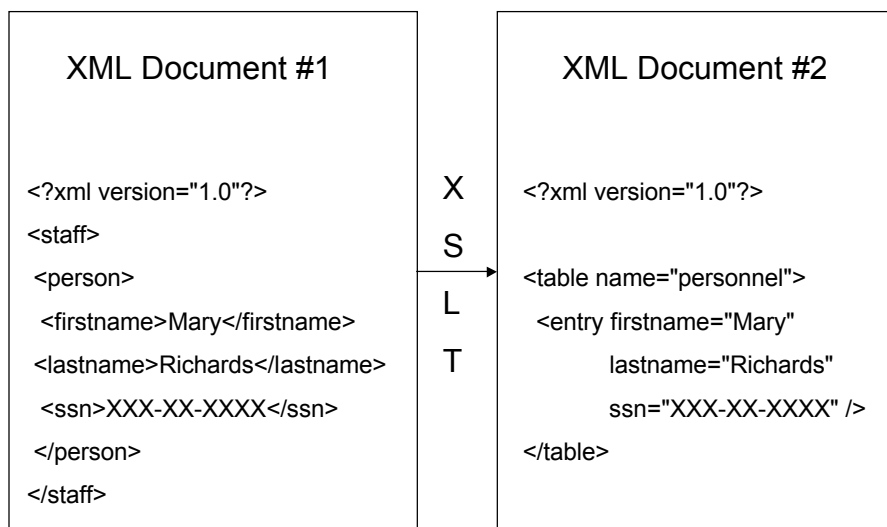 XML Document #1
<?xml version="1.0"?>
<staff>
<person>
<firstname>Mary</firstname>
<lastname>Richards</lastname>
<ssn>XXX-XX-XXXX</ssn>
</person>
</staff>
X
S
L
T
XML Document #2
<?xml version="1.0"?>
<table name="personnel">
<entry firstname="Mary"
lastname="Richards"
ssn="XXX-XX-XXXX" />
</table>